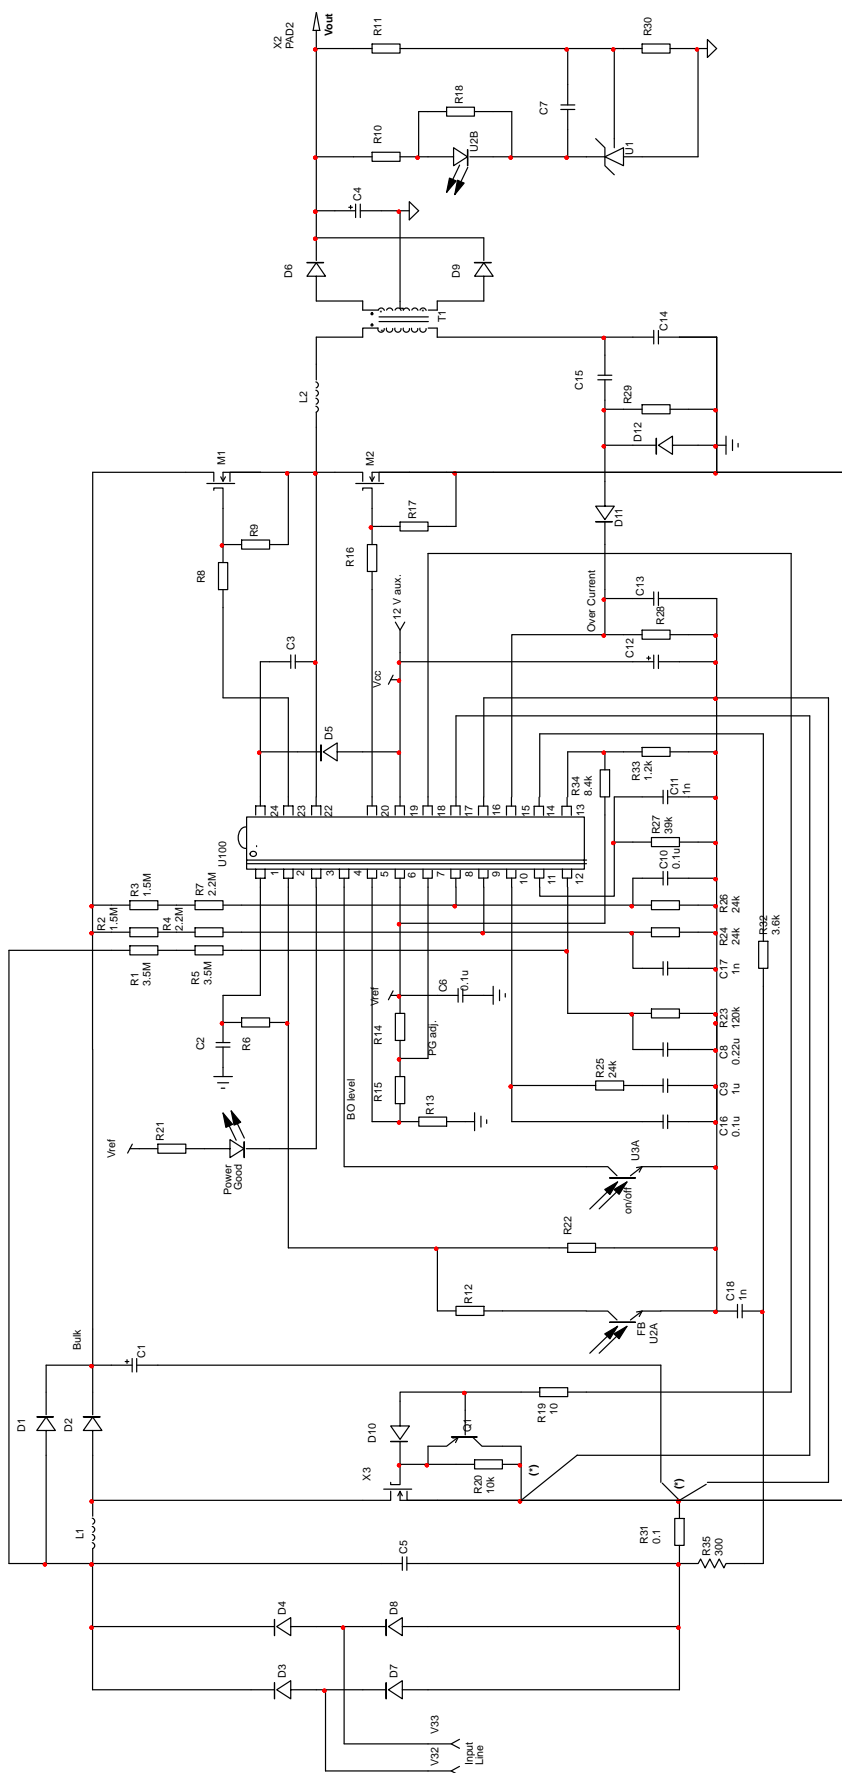 X2
PAD2
Vout
R11
R30
R18
C7
R10
U2B
U1
C4
D6
D9
T1
C14
C15
L2
R29
D12
M1
M2
R17
D11
R9
R16
R8
12 V aux.
Over Current
C13
R28
C3
C12
Vcc
D5
R34
8.4k
R33
1.2k
C11
1n
24
23
22
20
19
18
17
16
15
14
13
U100
1
2
3
4
5
6
7
8
9
10
11
12
R27
39k
C10
0.1u
R3
1.5M
R7
2.2M
R2
1.5M
R4
2.2M
R1
3.5M
R5
3.5M
R26
24k
R24
24k
R32
3.6k
C17
1n
Vref
C6
0.1u
R14
PG adj.
C2
R6
R23
120k
C8
0.22u
R25
24k
C9
1u
C16
0.1u
R15
BO level
R13
Vref
R21
Power
Good
U3A
on/off
R22
R12
FB
U2A
C18
1n
Bulk
C1
D1
D2
D10
Q1
R19
10
X3
R20
10k
(*)
(*)
L1
C5
R31
0.1
R35
300
D4
D8
D3
D7
V33
V32
Input
Line